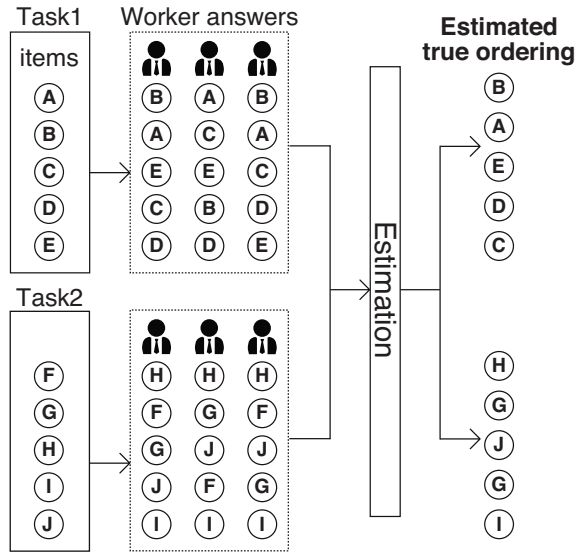 Task1
Worker answers
Estimated
true ordering
items
A
B
C
D
E
B A B
A C A
E E C
C B D
D D E
Estimation
B
A
E
D
C
Task2
F
G
H
I
J
H H H
F G F
G J J
J F G
I I I
H
G
J
G
I